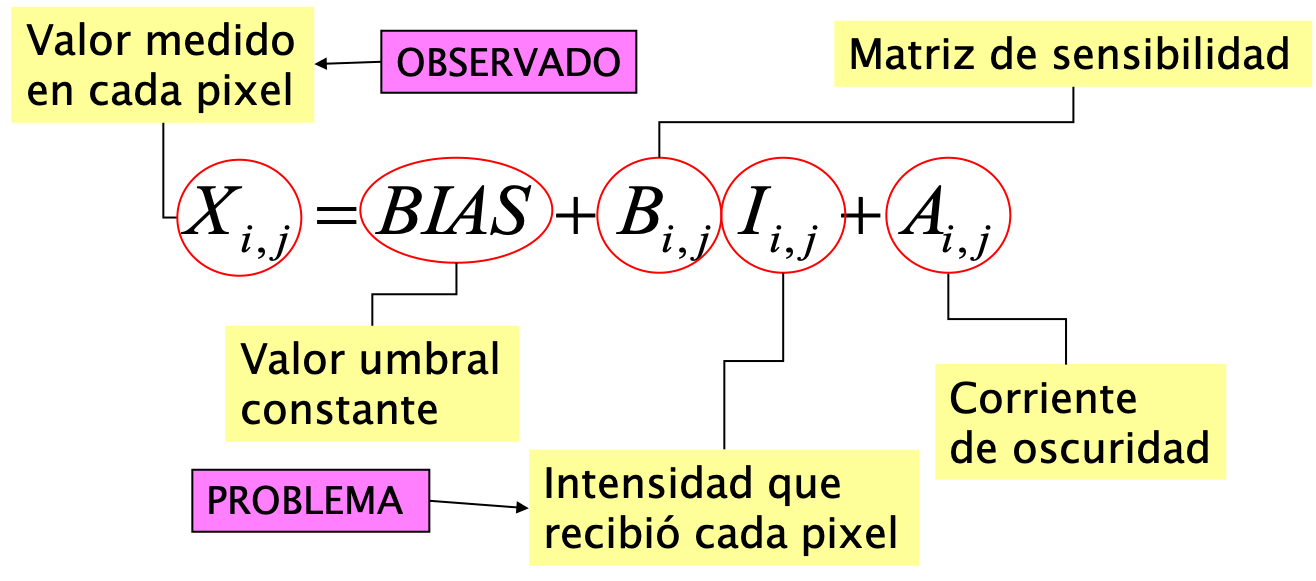 Valor medido
en cada pixel
OBSERVADO
Matriz de sensibilidad
X_{i,j} = BIAS + B_{i,j} I_{i,j} + A_{i,j}
Valor umbral
constante
Corriente
de oscuridad
PROBLEMA
Intensidad que
recibió cada pixel